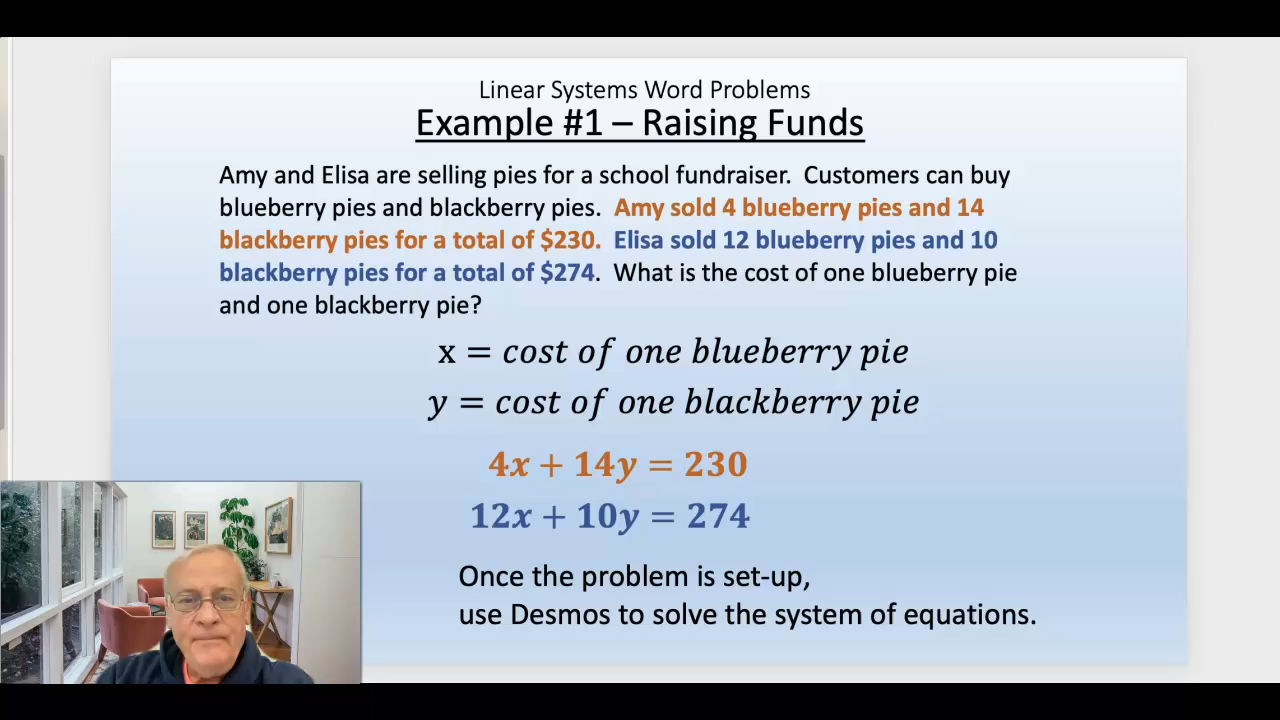 Linear Systems Word Problems
Example #1 – Raising Funds
Amy and Elisa are selling pies for a school fundraiser.  Customers can buy
blueberry pies and blackberry pies.  Amy sold 4 blueberry pies and 14
blackberry pies for a total of $230.  Elisa sold 12 blueberry pies and 10
blackberry pies for a total of $274.  What is the cost of one blueberry pie
and one blackberry pie?
x = cost of one blueberry pie
y = cost of one blackberry pie
4x + 14y = 230
12x + 10y = 274
Once the problem is set-up,
use Desmos to solve the system of equations.